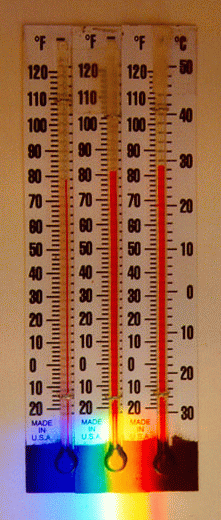 °F °F °F °C
120 120 120 50
110 110 110
100 100 100 40
90 90 90
80 80 80 30
70 70 70 20
60 60 60
50 50 50 10
40 40 40
30 30 30 0
20 20 20
10 10 10 10
0 0 0
10 10 10 20
20 20 20 30
MADE MADE MADE
IN IN IN
U.S.A. U.S.A. U.S.A.